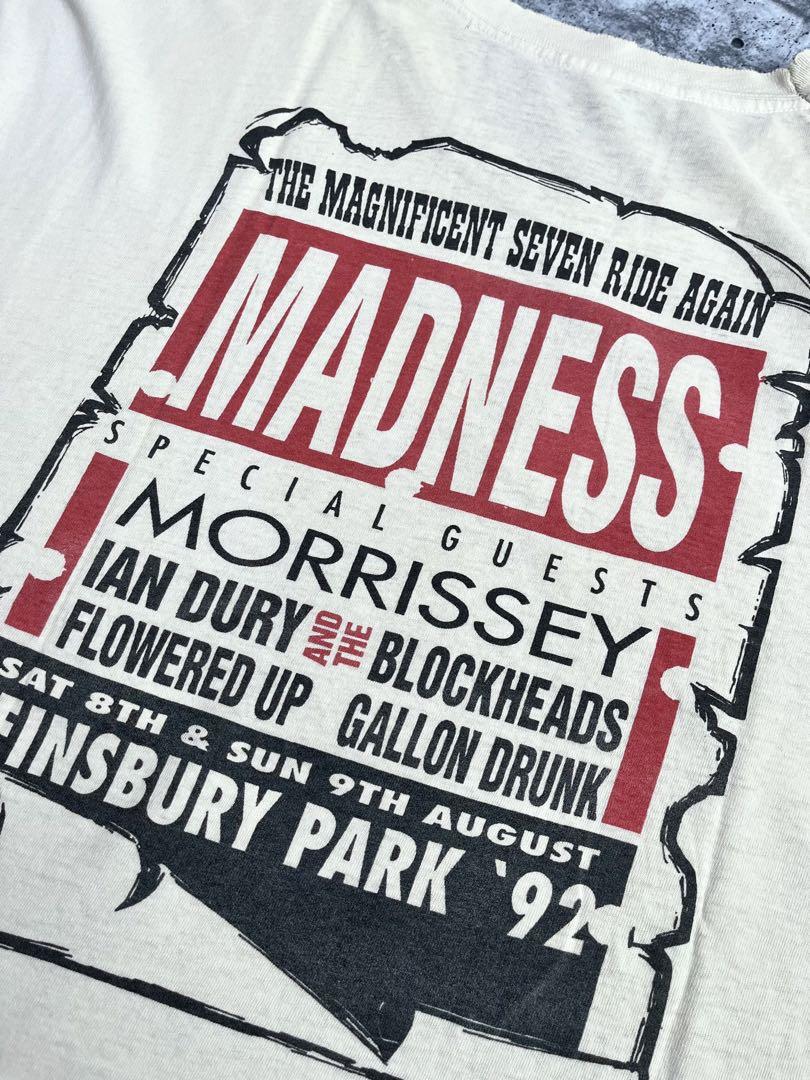 THE MAGNIFICENT SEVEN RIDE AGAIN
MADNESS
SPECIAL GUESTS
MORRISSEY
IAN DURY AND THE BLOCKHEADS
FLOWERED UP GALLON DRUNK
SAT 8TH & SUN 9TH AUGUST
FINSBURY PARK '92